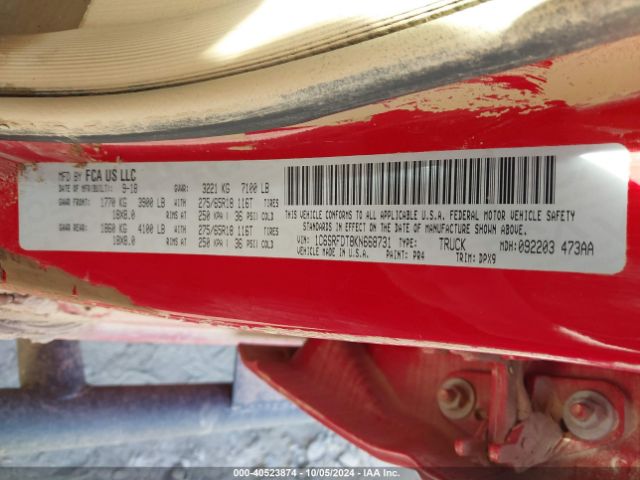 MFD BY FCA US LLC
DATE OF MFR(BUILT): 9-18 GVWR: 3221 KG 7100 LB
GAWR FRONT: 1770 KG 3900 LB 275/65R18 116T TIRES
18X8.0 RIMS AT 250 KPA ( 36 PSI) COLD
GAWR REAR: 1860 KG 4100 LB 275/65R18 116T TIRES
18X8.0 RIMS AT 250 KPA ( 36 PSI) COLD
THIS VEHICLE CONFORMS TO ALL APPLICABLE U.S.A. FEDERAL MOTOR VEHICLE SAFETY
STANDARDS IN EFFECT ON THE DATE OF MANUFACTURE SHOWN ABOVE.
VIN: 1C6SRFDT8KN668731 TYPE: TRUCK MDH: 092203 473AA
VEHICLE MADE IN U.S.A. PAINT: PR4 TRIM: DPX9
000-40523874 | 10/05/2024 | IAA Inc.